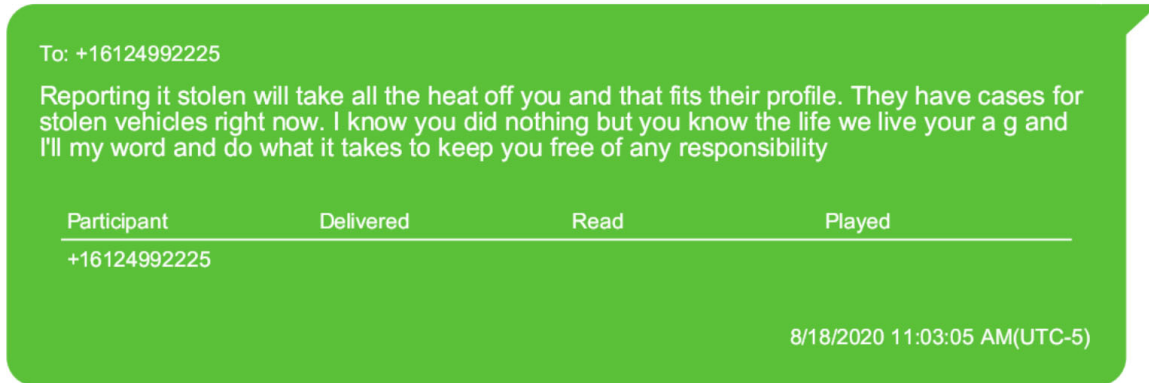 To: +16124992225
Reporting it stolen will take all the heat off you and that fits their profile. They have cases for
stolen vehicles right now. I know you did nothing but you know the life we live your a g and
I'll my word and do what it takes to keep you free of any responsibility
Participant Delivered Read Played
+16124992225
8/18/2020 11:03:05 AM(UTC-5)